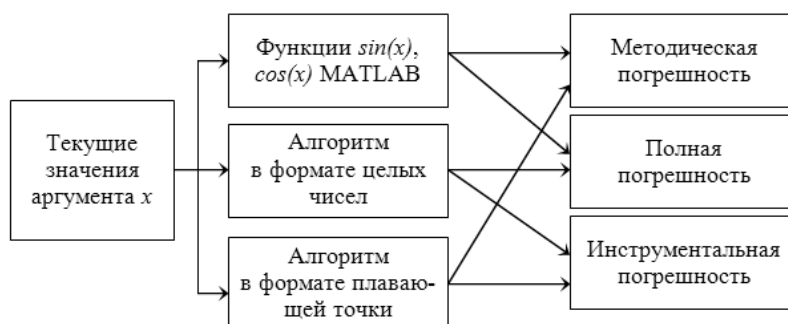 Текущие
значения
аргумента x
Функции sin(x),
cos(x) MATLAB
Алгоритм
в формате целых
чисел
Алгоритм
в формате плаваю-
щей точки
Методическая
погрешность
Полная
погрешность
Инструментальная
погрешность